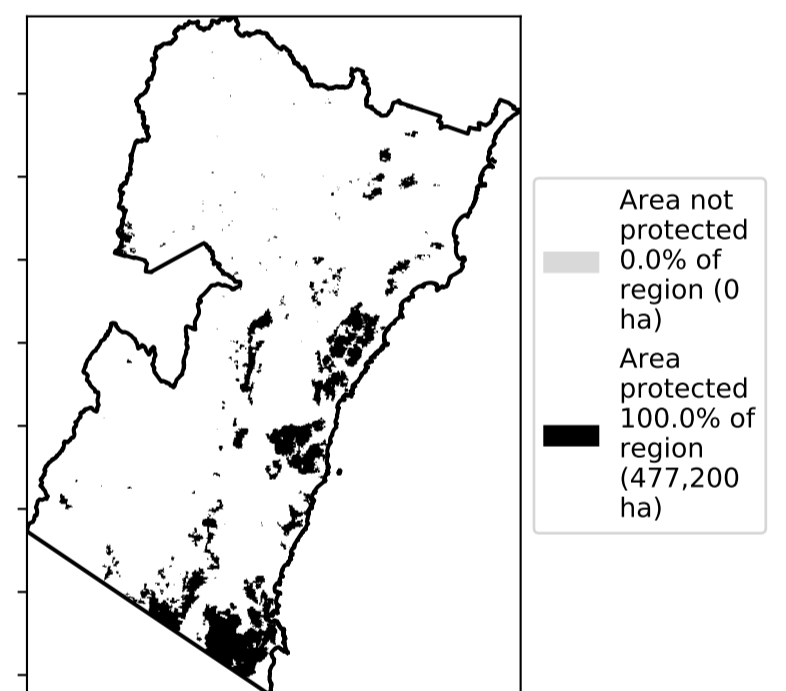 Area not
protected
0.0% of
region (0
ha)
Area
protected
100.0% of
region
(477,200
ha)